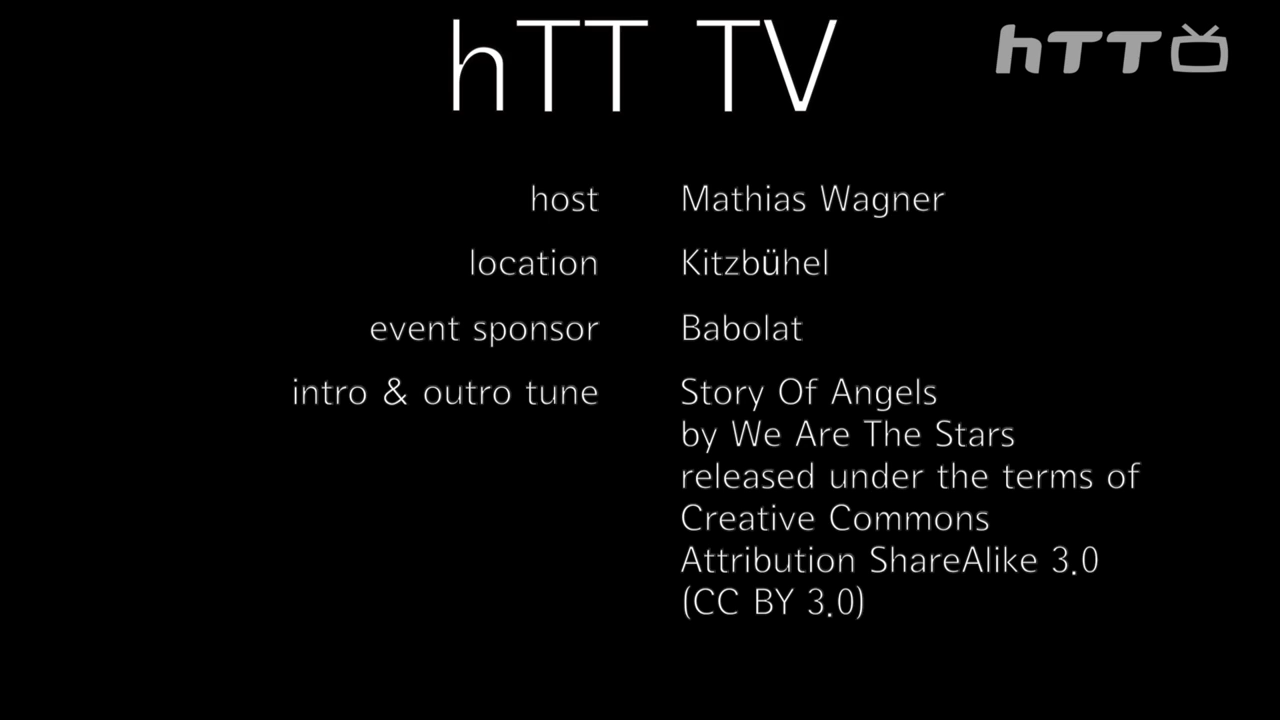 hTT TV
hTT
host Mathias Wagner
location Kitzbühel
event sponsor Babolat
intro & outro tune Story Of Angels
by We Are The Stars
released under the terms of
Creative Commons
Attribution ShareAlike 3.0
(CC BY 3.0)